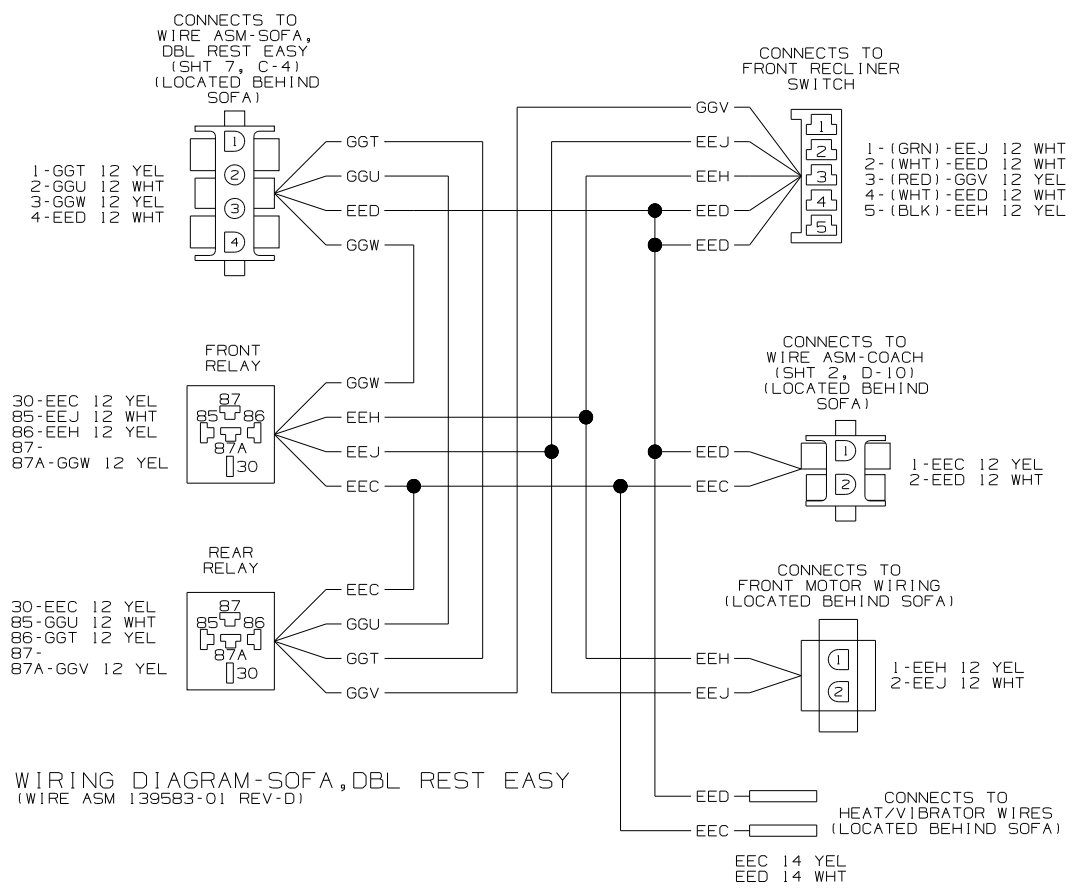 CONNECTS TO
WIRE ASM-SOFA,
DBL REST EASY
(SHT 7, C-4)
(LOCATED BEHIND
SOFA)
1
2
3
4
1-GGT 12 YEL
2-GGU 12 WHT
3-GGW 12 YEL
4-EED 12 WHT
GGT
GGU
EED
GGW
CONNECTS TO
FRONT RECLINER
SWITCH
GGV
EEJ
EEH
EED
EED
1
2
3
4
5
1-(GRN)-EEJ 12 WHT
2-(WHT)-EED 12 WHT
3-(RED)-GGV 12 YEL
4-(WHT)-EED 12 WHT
5-(BLK)-EEH 12 YEL
FRONT
RELAY
30-EEC 12 YEL
85-EEJ 12 WHT
86-EEH 12 YEL
87-
87A-GGW 12 YEL
87
85 86
87A
30
GGW
EEH
EEJ
EEC
CONNECTS TO
WIRE ASM-COACH
(SHT 2, D-10)
(LOCATED BEHIND
SOFA)
EED
EEC
1
2
1-EEC 12 YEL
2-EED 12 WHT
REAR
RELAY
30-EEC 12 YEL
85-GGU 12 WHT
86-GGT 12 YEL
87-
87A-GGV 12 YEL
87
85 86
87A
30
EEC
GGU
GGT
GGV
CONNECTS TO
FRONT MOTOR WIRING
(LOCATED BEHIND SOFA)
EEH
EEJ
1
2
1-EEH 12 YEL
2-EEJ 12 WHT
WIRING DIAGRAM-SOFA,DBL REST EASY
(WIRE ASM 139583-01 REV-D)
EED
EEC
CONNECTS TO
HEAT/VIBRATOR WIRES
(LOCATED BEHIND SOFA)
EEC 14 YEL
EED 14 WHT